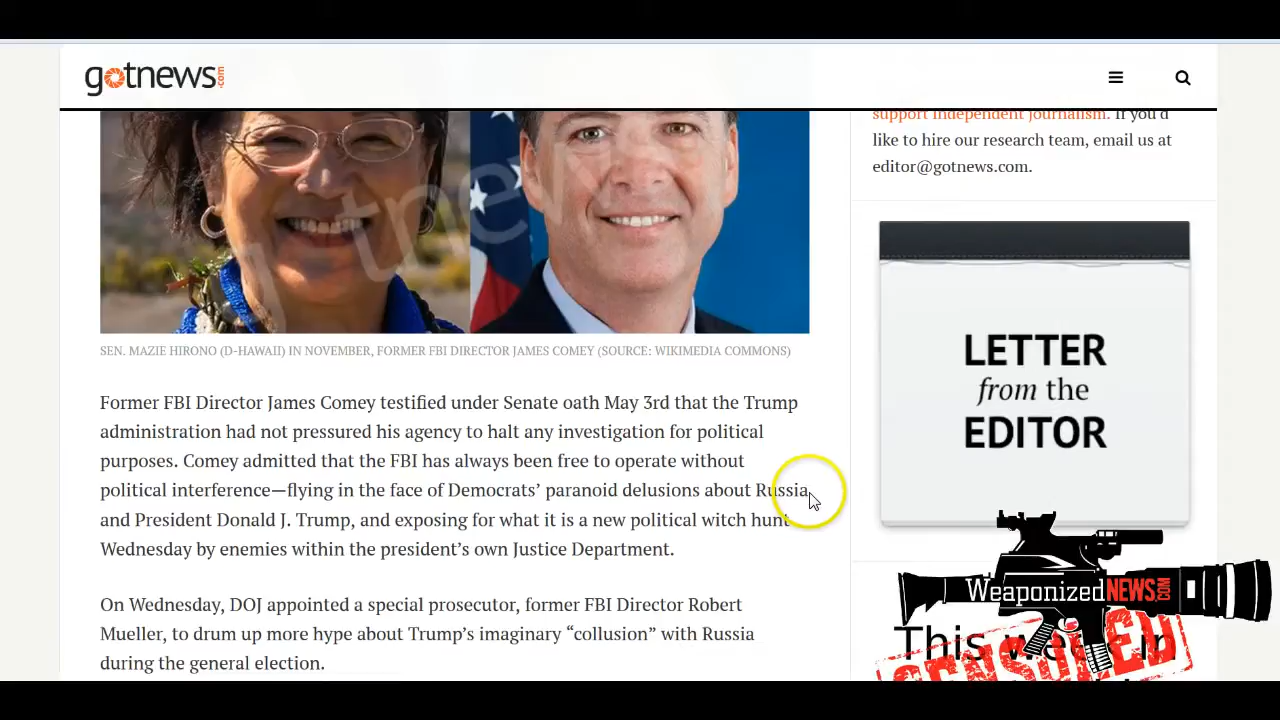 gotnews.com
support independent journalism. If you'd
like to hire our research team, email us at
editor@gotnews.com.
gotnews
SEN. MAZIE HIRONO (D-HAWAII) IN NOVEMBER, FORMER FBI DIRECTOR JAMES COMEY (SOURCE: WIKIMEDIA COMMONS)
Former FBI Director James Comey testified under Senate oath May 3rd that the Trump
administration had not pressured his agency to halt any investigation for political
purposes. Comey admitted that the FBI has always been free to operate without
political interference—flying in the face of Democrats' paranoid delusions about Russia
and President Donald J. Trump, and exposing for what it is a new political witch hunt
Wednesday by enemies within the president's own Justice Department.
On Wednesday, DOJ appointed a special prosecutor, former FBI Director Robert
Mueller, to drum up more hype about Trump's imaginary “collusion” with Russia
during the general election.
LETTER
from the
EDITOR
WeaponizedNEWS.COM
This week in
CENSORED